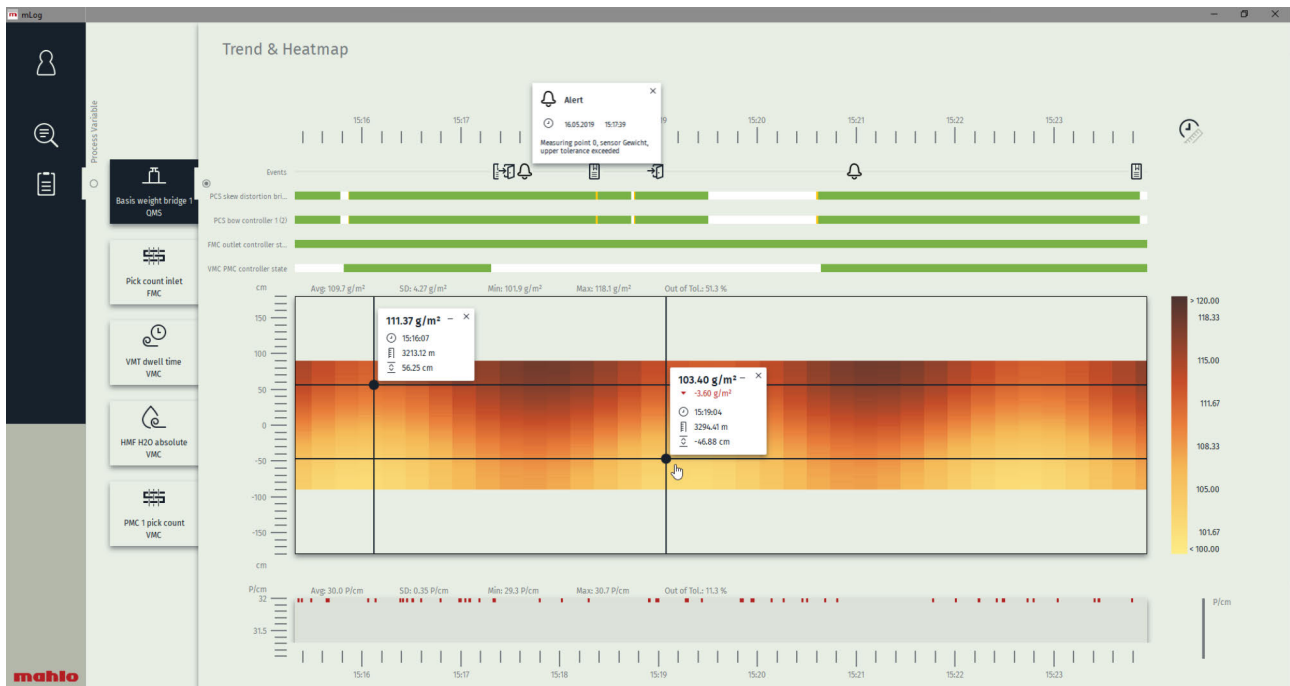 mLog
Trend & Heatmap
Process Variable
Basis weight bridge 1
QMS
Pick count inlet
FMC
VMT dwell time
VMC
HMF H2O absolute
VMC
PMC 1 pick count
VMC
mahlo
Alert
16.05.2019 15:17:39
Measuring point 0, sensor Gewicht,
upper tolerance exceeded
15:16 15:17 15:20 15:21 15:22 15:23
Events
PCS skew distortion bri...
PCS bow controller 1 (2)
FMC outlet controller st...
VMC PMC controller state
cm Avg: 109.7 g/m² SD: 4.27 g/m² Min: 101.9 g/m² Max: 118.1 g/m² Out of Tol.: 51.3 %
150
100
50
0
-50
-100
-150
cm
111.37 g/m²
15:16:07
3213.12 m
56.25 cm
103.40 g/m²
-3.60 g/m²
15:19:04
3294.41 m
-46.88 cm
> 120.00
118.33
115.00
111.67
108.33
105.00
101.67
< 100.00
P/cm Avg: 30.0 P/cm SD: 0.35 P/cm Min: 29.3 P/cm Max: 30.7 P/cm Out of Tol.: 11.3 %
32
31.5
P/cm
15:16 15:17 15:18 15:19 15:20 15:21 15:22 15:23